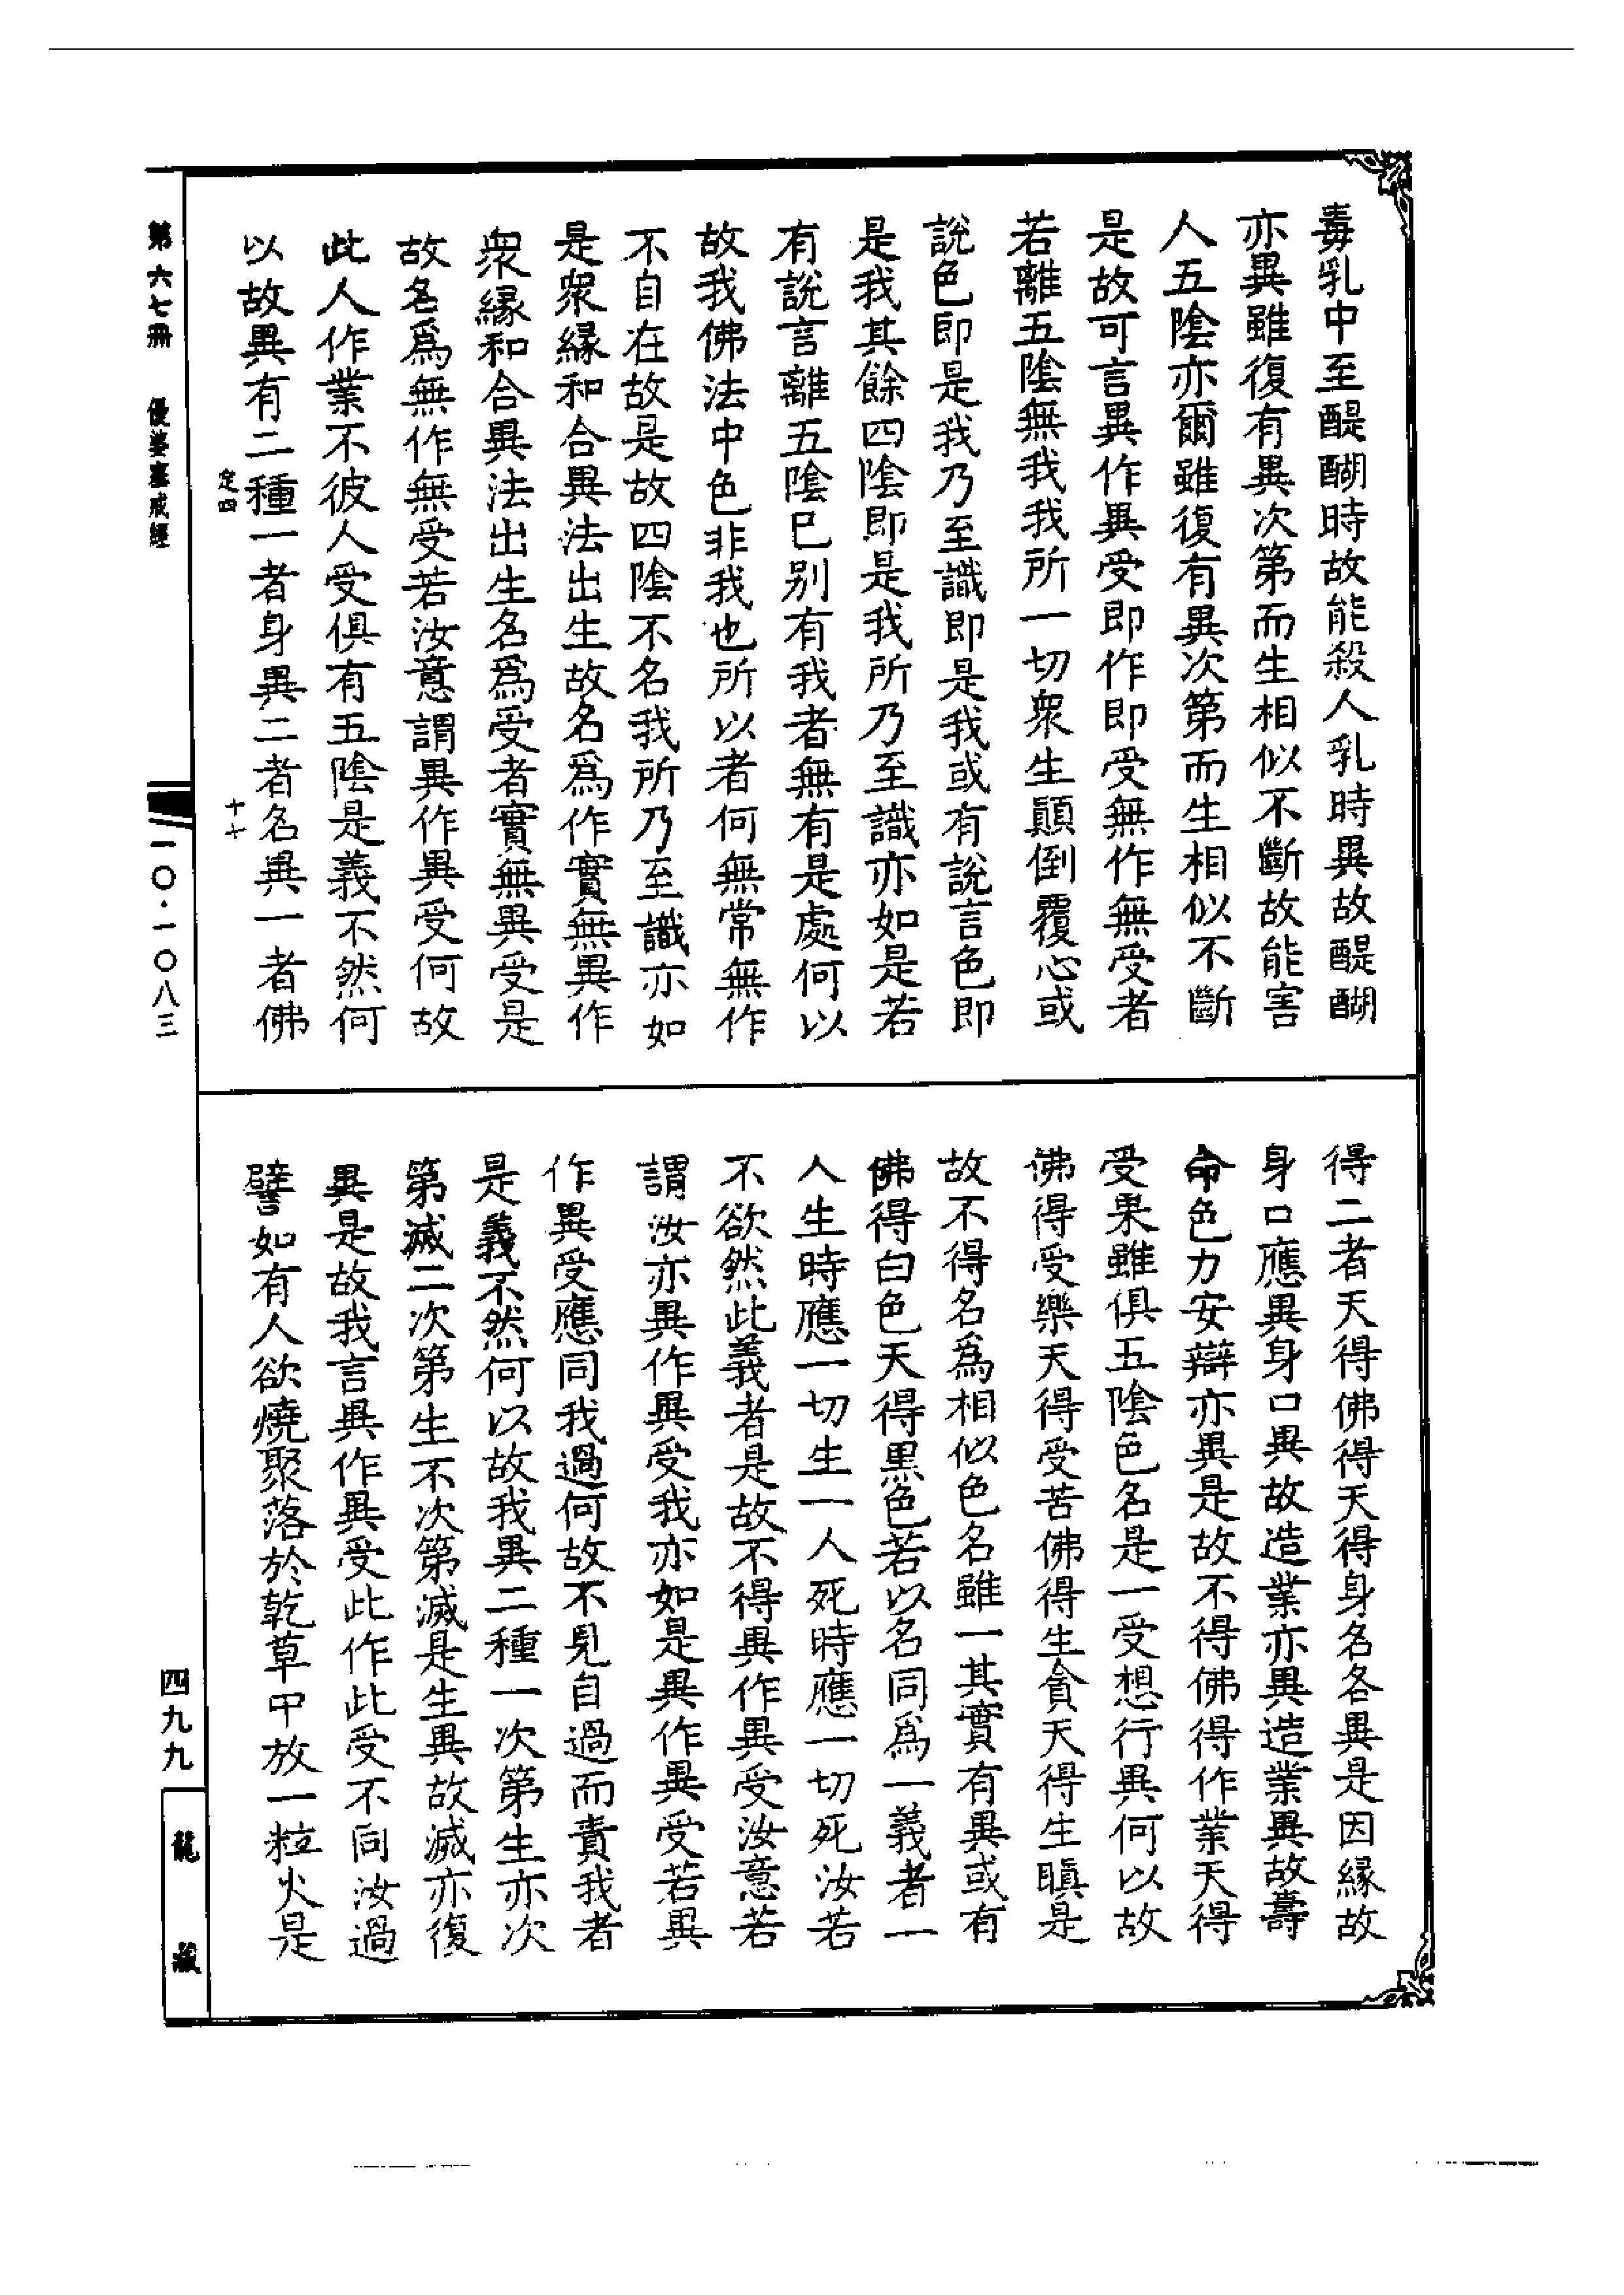 毒乳中至醍醐時故能殺人乳時異故醍醐
亦異雖復有異次第而生相似不斷故能害
人五陰亦爾雖復有異次第而生相似不斷
是故可言異作異受即作即受無作無受者
若離五陰無我我所一切衆生顚倒覆心或
說色即是我乃至識即是我或有說言色即
是我其餘四陰即是我所乃至識亦如是若
有說言離五陰巳別有我者無有是處何以
故我佛法中色非我也所以者何無常無作
不自在故是故四陰不名我所乃至識亦如
是衆緣和合異法出生故名爲作實無異作
衆緣和合異法出生名爲受者實無異受是
故名爲無作無受若汝意謂異作異受何故
此人作業不彼人受俱有五陰是義不然何
以故異有二種一者身異二者名異一者佛
得二者天得佛得天得身名各異是因緣故
身口應異身口異故造業亦異造業異故壽
命色力安辯亦異是故不得佛得作業天得
受果雖俱五陰色名是一受想行異何以故
佛得受樂天得受苦佛得生貪天得生瞋是
故不得名爲相似色名雖一其實有異或有
佛得白色天得黑色若以名同爲一義者一
人生時應一切生一人死時應一切死汝若
不欲然此義者是故不得異作異受汝意若
謂汝亦異作異受我亦如是異作異受若異
作異受應同我過何故不見自過而責我者
是義不然何以故我異二種一次第生亦次
第滅二次第生不次第滅是生異故滅亦復
異是故我言異作異受此作此受不同汝過
譬如有人欲燒聚落於乾草中放一粒火是
定四
十七
第六七冊 優婆塞戒經
一〇·一〇八三
四九九
龍藏